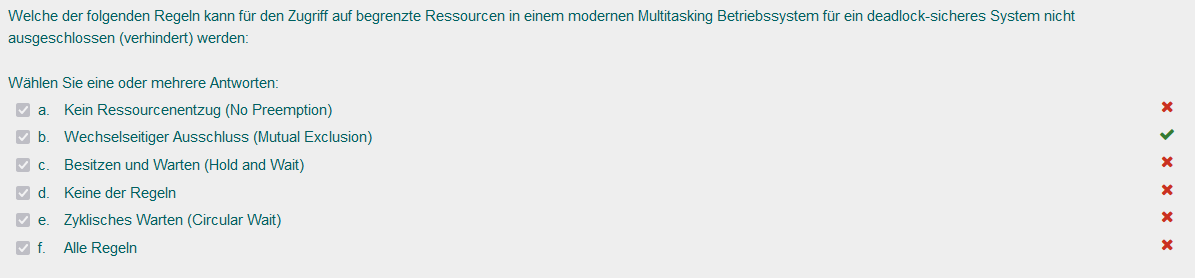 Welche der folgenden Regeln kann für den Zugriff auf begrenzte Ressourcen in einem modernen Multitasking Betriebssystem für ein deadlock-sicheres System nicht
ausgeschlossen (verhindert) werden:
Wählen Sie eine oder mehrere Antworten:
a. Kein Ressourcenentzug (No Preemption)
b. Wechselseitiger Ausschluss (Mutual Exclusion)
c. Besitzen und Warten (Hold and Wait)
d. Keine der Regeln
e. Zyklisches Warten (Circular Wait)
f. Alle Regeln